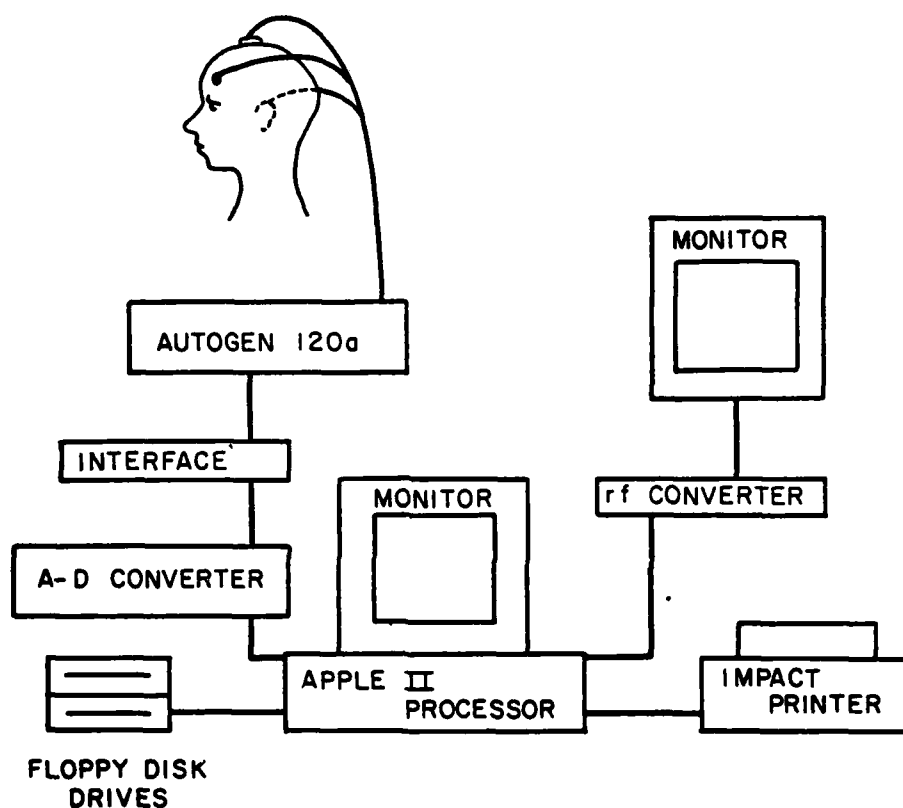 AUTOGEN 120a
MONITOR
INTERFACE
MONITOR
rf CONVERTER
A-D CONVERTER
APPLE II
PROCESSOR
IMPACT
PRINTER
FLOPPY DISK
DRIVES